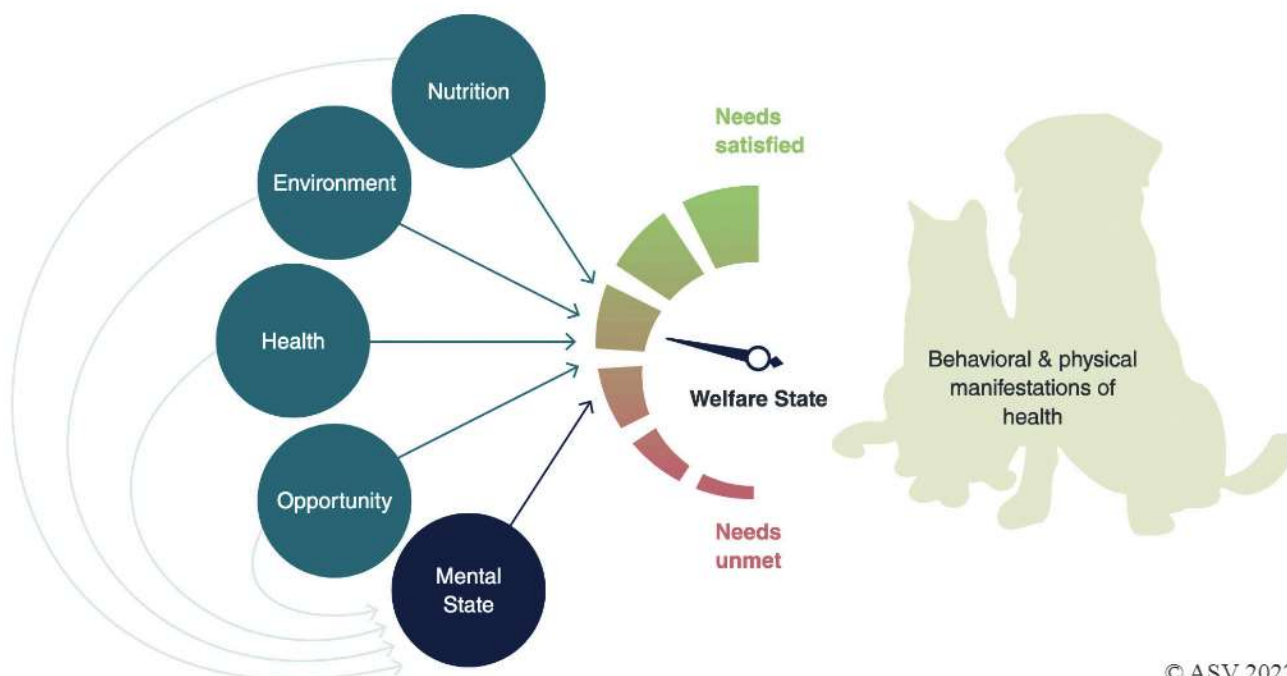 Nutrition
Environment
Health
Opportunity
Mental
State
Needs
satisfied
Welfare State
Needs
unmet
Behavioral & physical
manifestations of
health